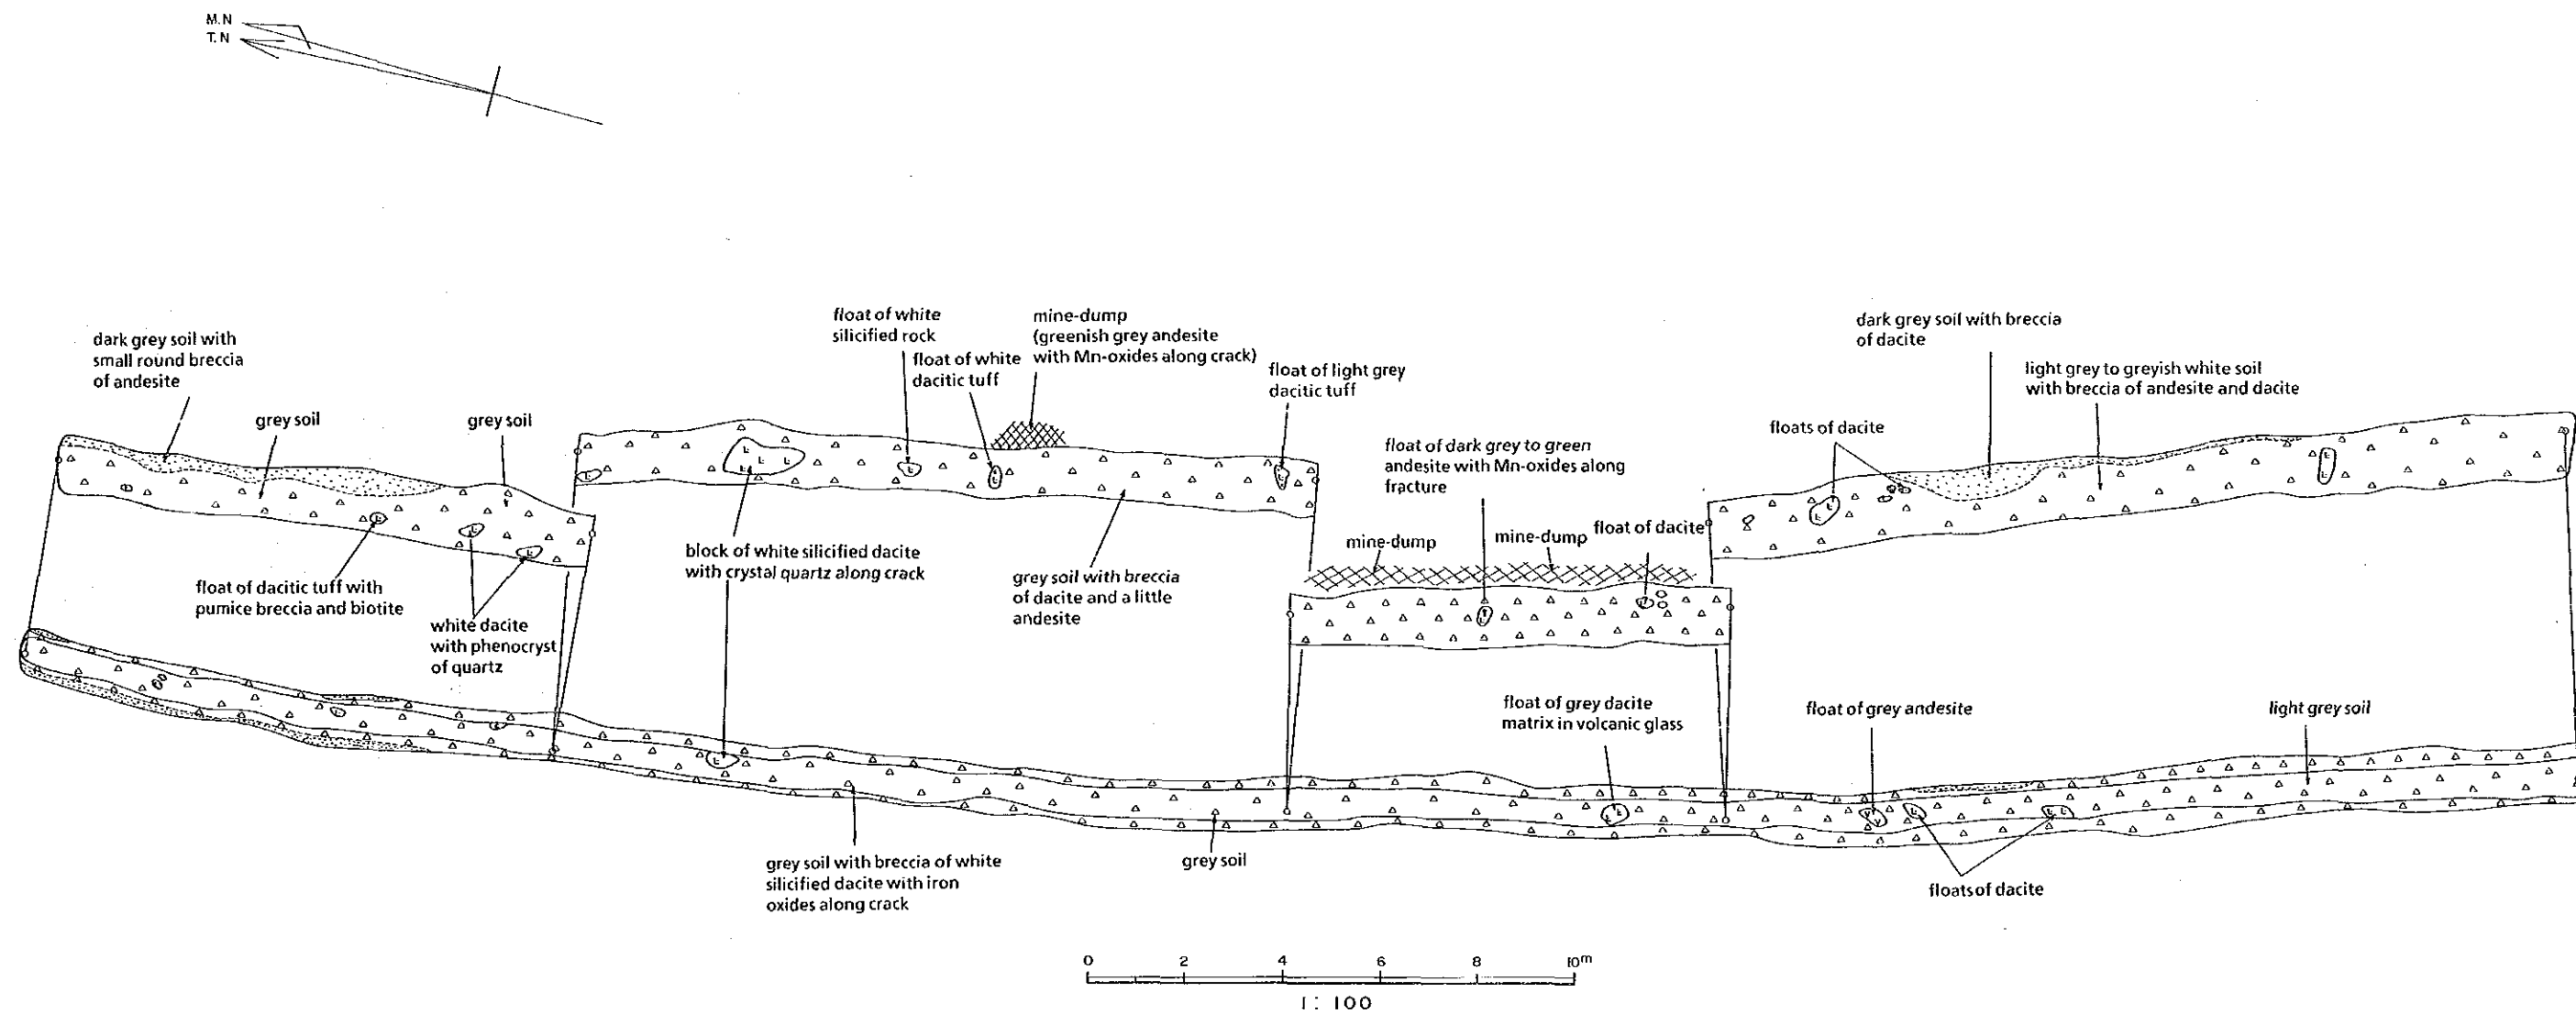 M.N
T.N
dark grey soil with
small round breccia
of andesite
grey soil
grey soil
float of white
silicified rock
float of white
dacitic tuff
mine-dump
(greenish grey andesite
with Mn-oxides along crack)
float of light grey
dacitic tuff
float of dark grey to green
andesite with Mn-oxides along
fracture
dark grey soil with breccia
of dacite
light grey to greyish white soil
with breccia of andesite and dacite
floats of dacite
mine-dump
mine-dump
float of dacite
float of dacitic tuff with
pumice breccia and biotite
white dacite
with phenocryst
of quartz
block of white silicified dacite
with crystal quartz along crack
grey soil with breccia
of dacite and a little
andesite
float of grey dacite
matrix in volcanic glass
float of grey andesite
light grey soil
grey soil with breccia of white
silicified dacite with iron
oxides along crack
grey soil
floats of dacite
0 2 4 6 8 10m
1: 100